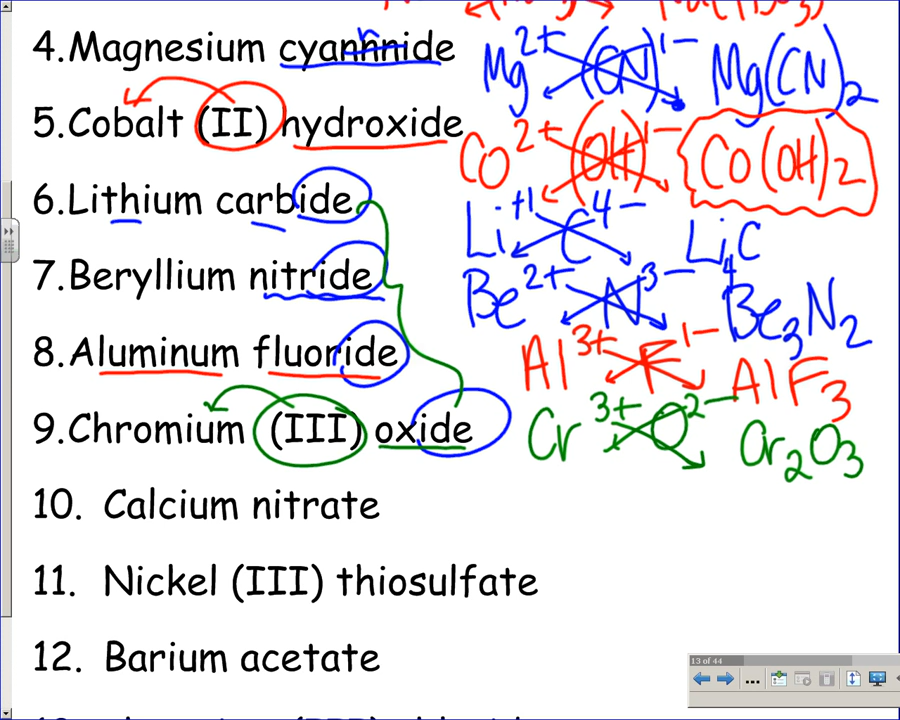 4.Magnesium cyannnide Mg2+ (CN)1- Mg(CN)2
5.Cobalt (II) hydroxide Co2+ (OH)1- Co(OH)2
6.Lithium carbide Li+1 C4- Li4C
7.Beryllium nitride Be2+ N3- Be3N2
8.Aluminum fluoride Al3+ F1- AlF3
9.Chromium (III) oxide Cr3+ O2- Cr2O3
10. Calcium nitrate
11. Nickel (III) thiosulfate
12. Barium acetate
13 of 44